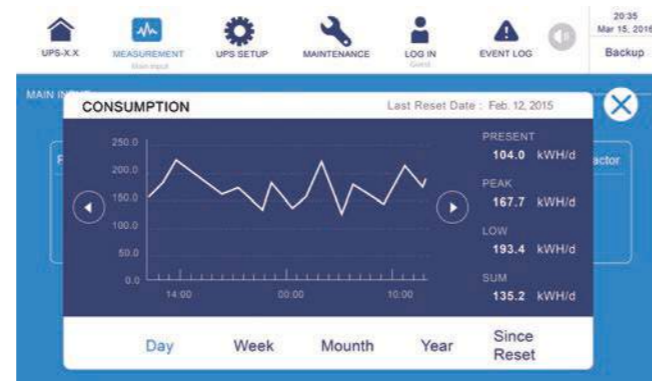 20:35
Mar 15, 2016
UPS-X.X
MEASUREMENT
Main input
UPS SETUP
MAINTENANCE
LOG IN
Guest
EVENT LOG
Backup
MAIN IN
CONSUMPTION
Last Reset Date : Feb. 12, 2015
250.0
200.0
150.0
100.0
50.0
0.0
14:00 00:00 10:00
PRESENT
104.0 kWH/d
PEAK
167.7 kWH/d
LOW
193.4 kWH/d
SUM
135.2 kWH/d
actor
Day Week Mounth Year Since
Reset